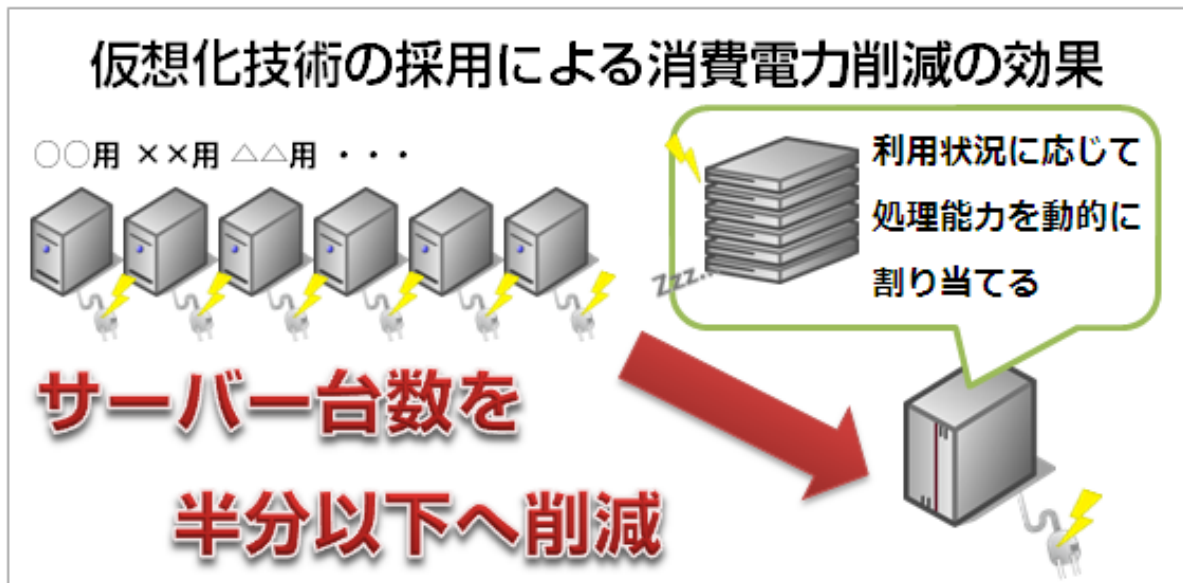 仮想化技術の採用による消費電力削減の効果
○○用 ××用 △△用 ・・・
利用状況に応じて
処理能力を動的に
割り当てる
Zzz..
サーバー台数を
半分以下へ削減